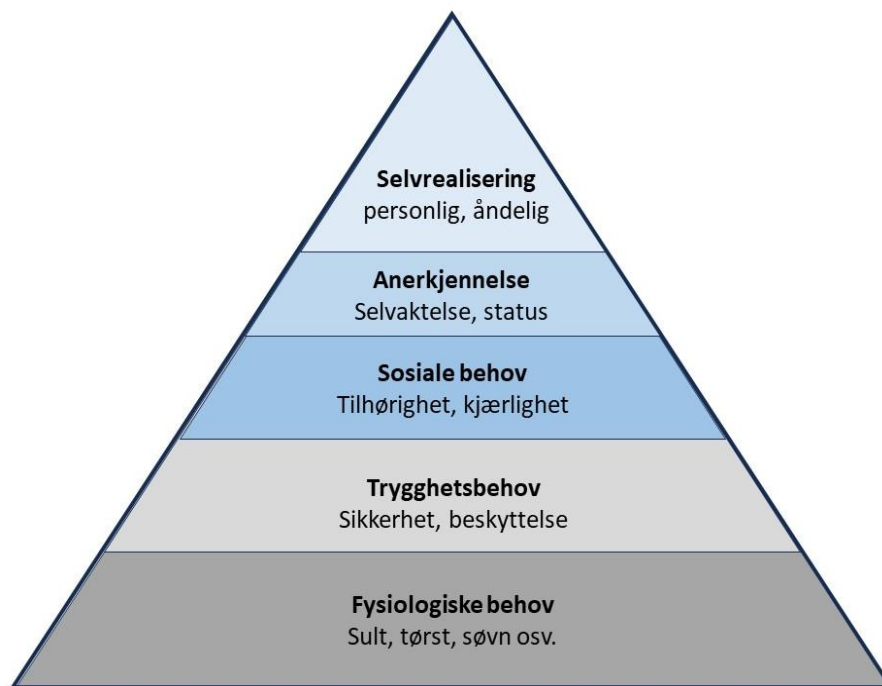 Selvrealisering
personlig, åndelig
Anerkjennelse
Selvaktelse, status
Sosiale behov
Tilhørighet, kjærlighet
Trygghetsbehov
Sikkerhet, beskyttelse
Fysiologiske behov
Sult, tørst, søvn osv.